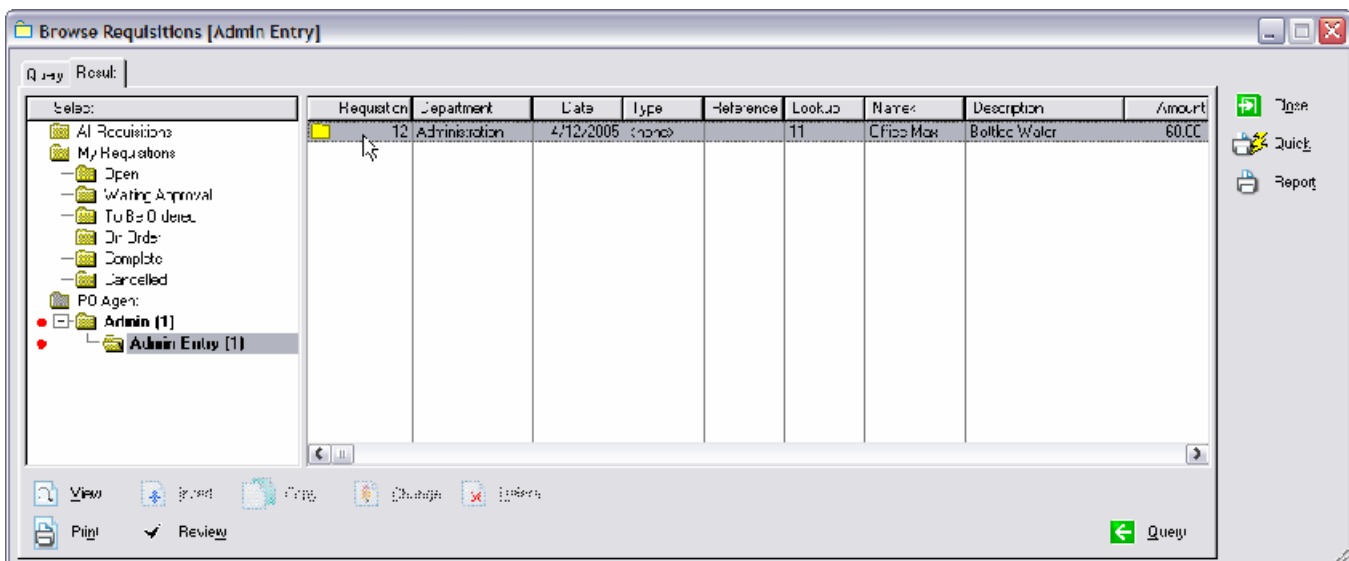 Browse Requisitions [Admin Entry]
Query Result
Select
All Requisitions
My Requisitions
Open
Waiting Approval
To Be Ordered
On Order
Complete
Cancelled
PO Agent
Admin (1)
Admin Entry (1)
Requisition Department Date Type Reference Lookup Name< Description Amount
12 Administration 4/12/2005 <none> 11 Office Max Bottled Water 60.00
Close
Quick
Report
View Insert Copy Change Delete
Print Review Query